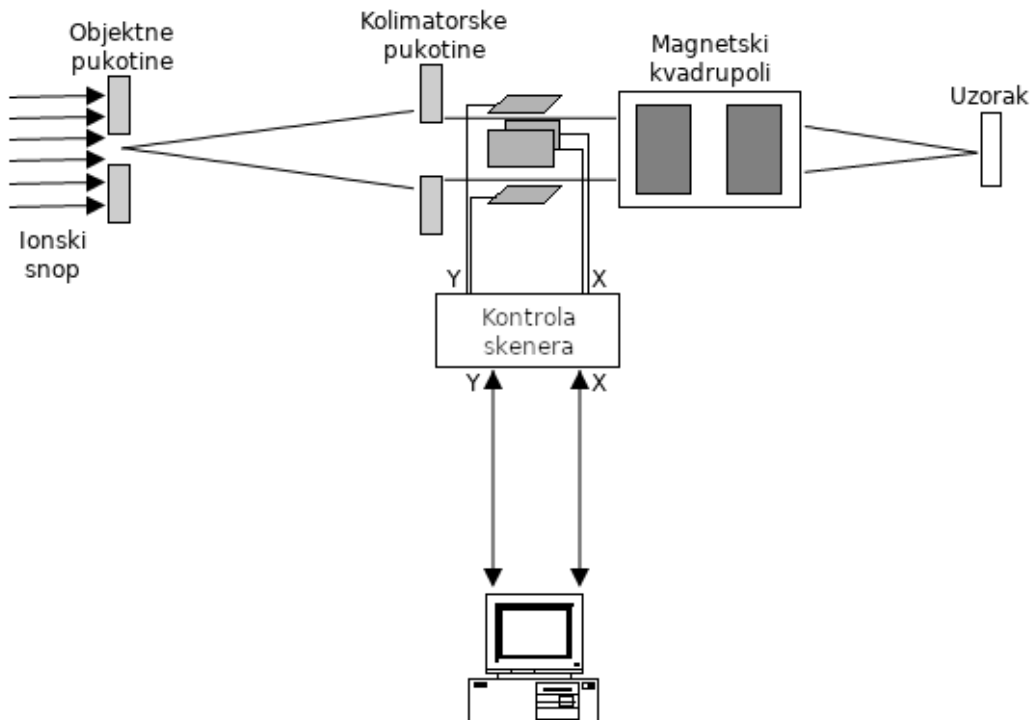 Objektne
pukotine
Kolimatorske
pukotine
Magnetski
kvadrupoli
Uzorak
Ionski
snop
Y
X
Kontrola
skenera
Y
X